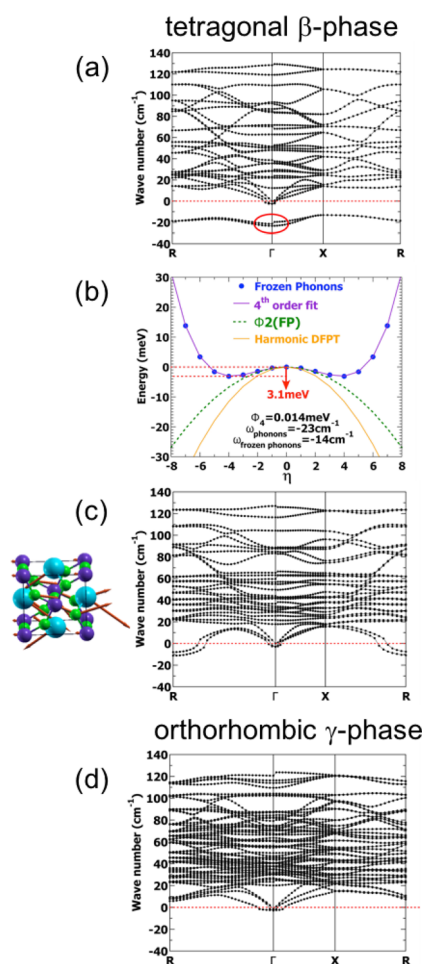 tetragonal β-phase
(a)
Wave number (cm⁻¹)
140
120
100
80
60
40
20
0
-20
-40
R Γ X R
(b)
Energy (meV)
30
20
10
0
-10
-20
-30
Frozen Phonons
4th order fit
Φ2(FP)
Harmonic DFPT
3.1meV
Φ4=0.014meV
ωphonons=-23cm⁻¹
ωfrozen phonons=-14cm⁻¹
-8 -6 -4 -2 0 2 4 6 8
η
(c)
Wave number (cm⁻¹)
140
120
100
80
60
40
20
0
-20
-40
R Γ X R
orthorhombic γ-phase
(d)
Wave number (cm⁻¹)
140
120
100
80
60
40
20
0
-20
-40
R Γ X R